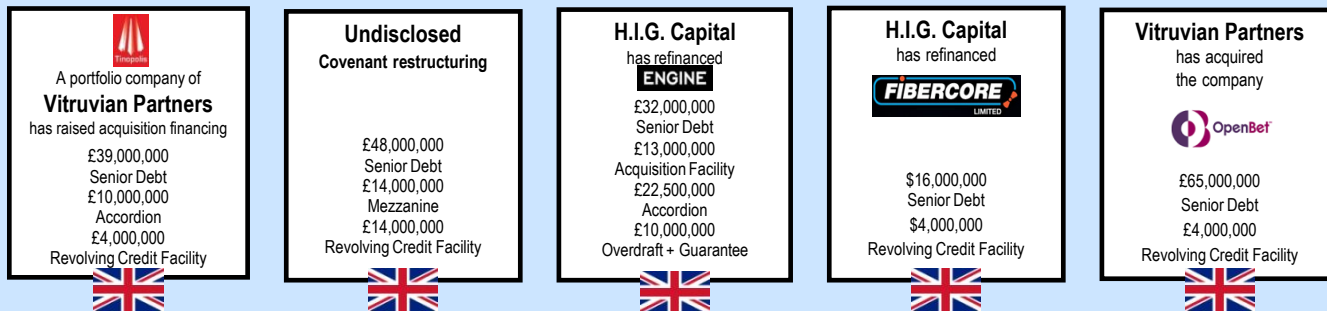 Tinopolis
A portfolio company of
Vitruvian Partners
has raised acquisition financing
£39,000,000
Senior Debt
£10,000,000
Accordion
£4,000,000
Revolving Credit Facility
Undisclosed
Covenant restructuring
£48,000,000
Senior Debt
£14,000,000
Mezzanine
£14,000,000
Revolving Credit Facility
H.I.G. Capital
has refinanced
ENGINE
£32,000,000
Senior Debt
£13,000,000
Acquisition Facility
£22,500,000
Accordion
£10,000,000
Overdraft + Guarantee
H.I.G. Capital
has refinanced
FIBERCORE
LIMITED
$16,000,000
Senior Debt
$4,000,000
Revolving Credit Facility
Vitruvian Partners
has acquired
the company
OpenBet
£65,000,000
Senior Debt
£4,000,000
Revolving Credit Facility